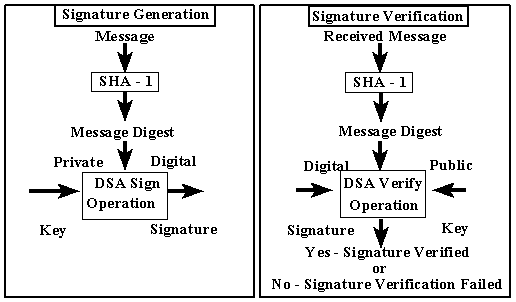 Signature Generation
Message
SHA - 1
Message Digest
Private Digital
DSA Sign
Operation
Key Signature
Signature Verification
Received Message
SHA - 1
Message Digest
Digital Public
DSA Verify
Operation
Signature Key
Yes - Signature Verified
or
No - Signature Verification Failed